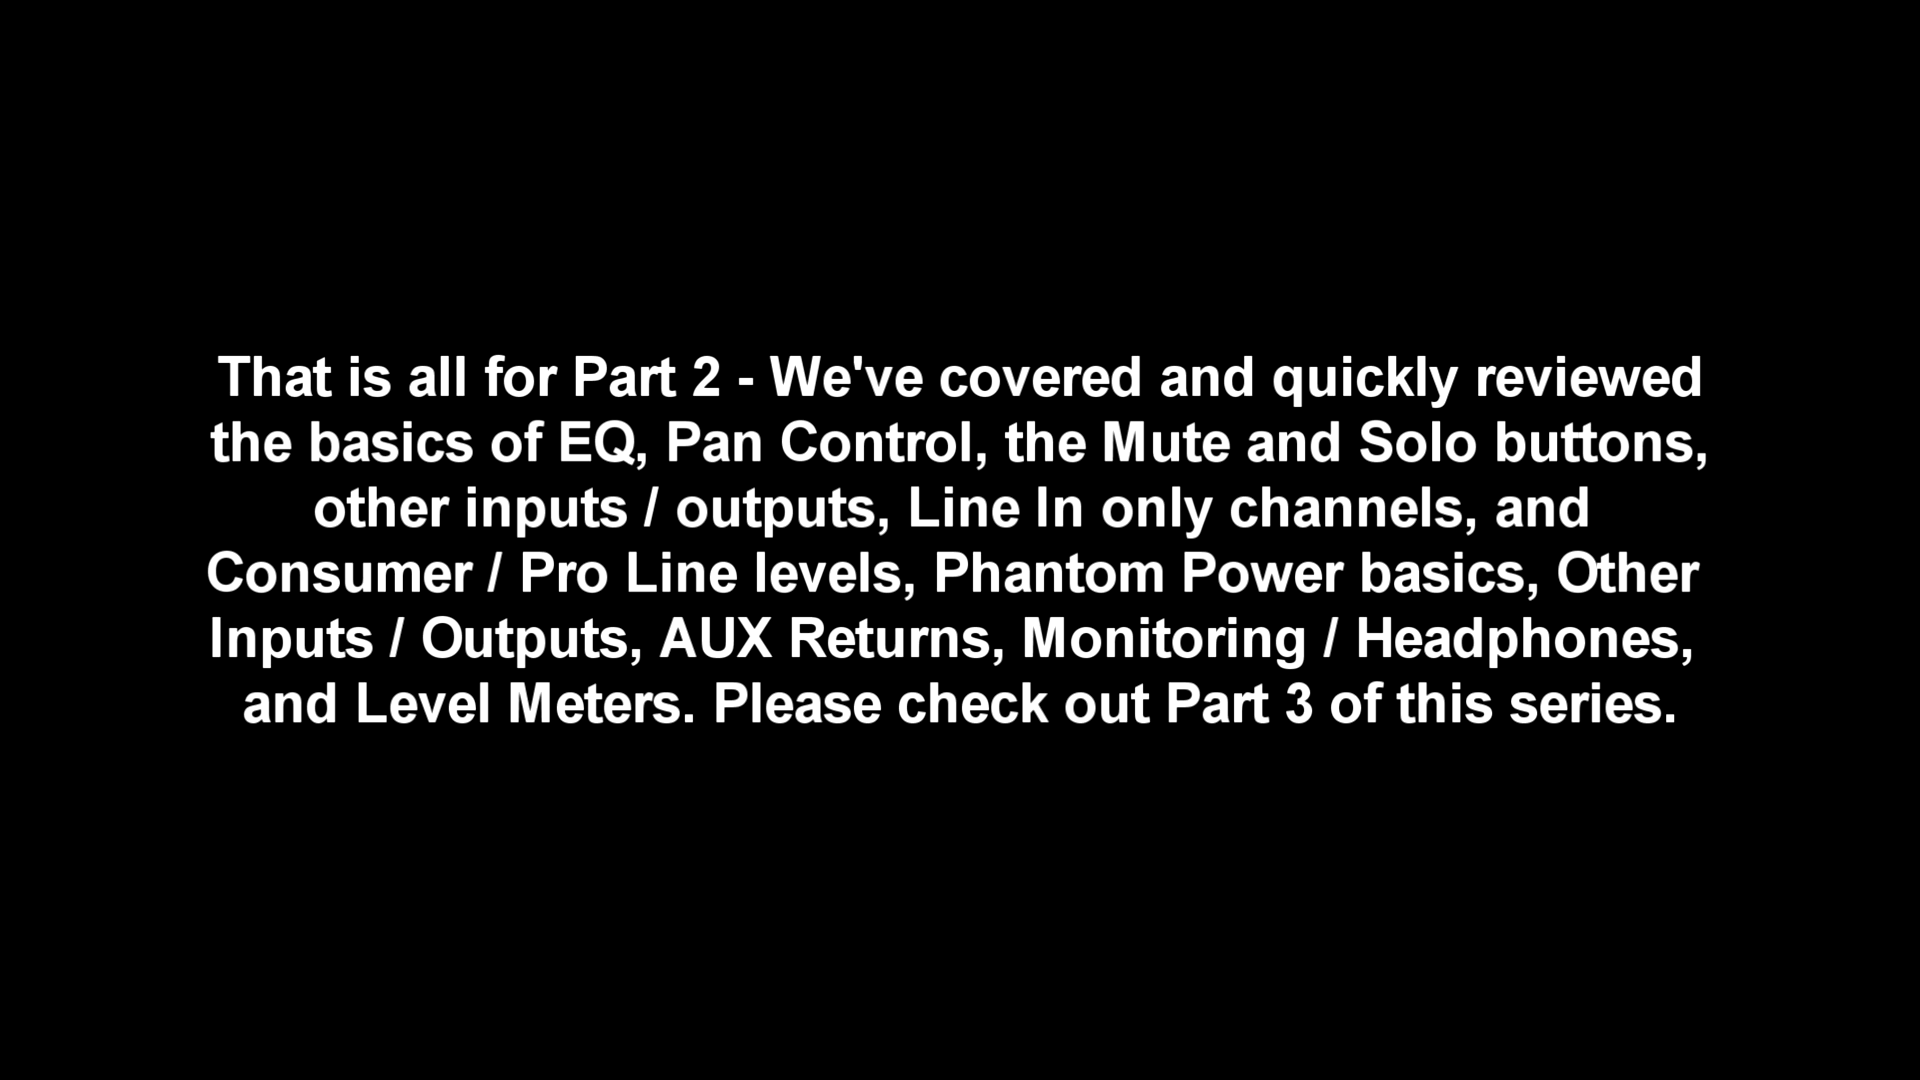 That is all for Part 2 - We've covered and quickly reviewed
the basics of EQ, Pan Control, the Mute and Solo buttons,
other inputs / outputs, Line In only channels, and
Consumer / Pro Line levels, Phantom Power basics, Other
Inputs / Outputs, AUX Returns, Monitoring / Headphones,
and Level Meters. Please check out Part 3 of this series.